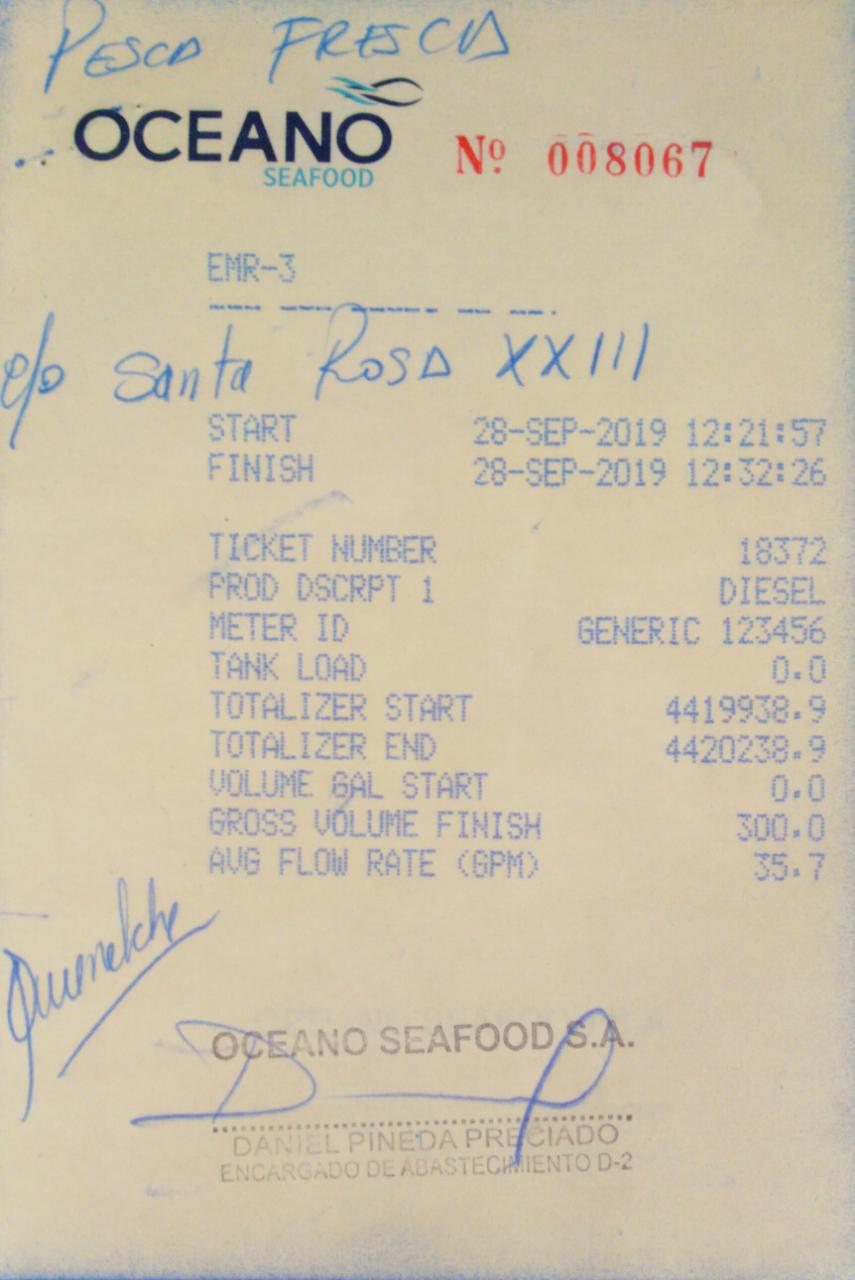 PESCA FRESCA
OCEANO
SEAFOOD
Nº 008067
EMR-3
e/p Santa ROSA XXIII
START 28-SEP-2019 12:21:57
FINISH 28-SEP-2019 12:32:26
TICKET NUMBER 18372
PROD DSCRPT 1 DIESEL
METER ID GENERIC 123456
TANK LOAD 0.0
TOTALIZER START 4419938.9
TOTALIZER END 4420238.9
VOLUME GAL START 0.0
GROSS VOLUME FINISH 300.0
AVG FLOW RATE (GPM) 35.7
OCEANO SEAFOOD S.A.
DANIEL PINEDA PRECIADO
ENCARGADO DE ABASTECIMIENTO D-2